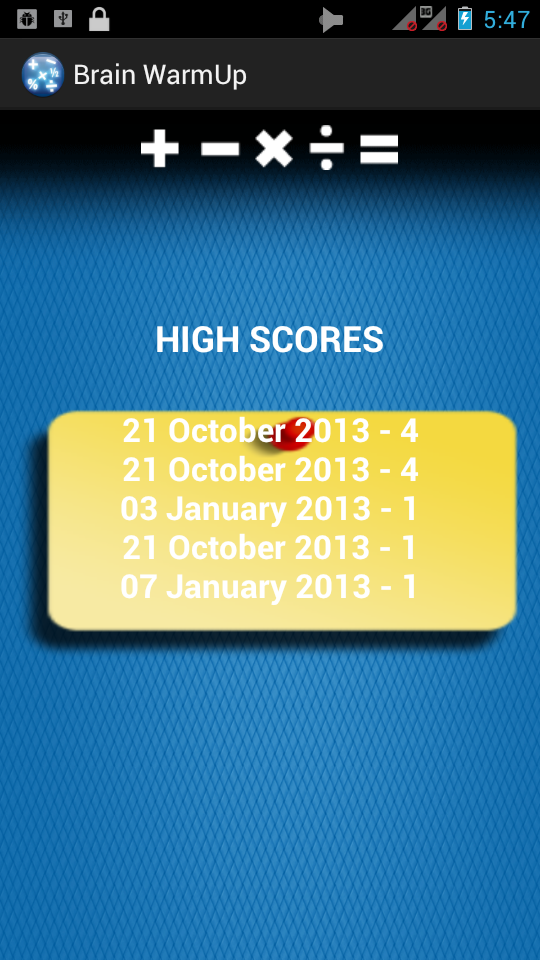 5:47
Brain WarmUp
+ − × ÷ =
HIGH SCORES
21 October 2013 - 4
21 October 2013 - 4
03 January 2013 - 1
21 October 2013 - 1
07 January 2013 - 1